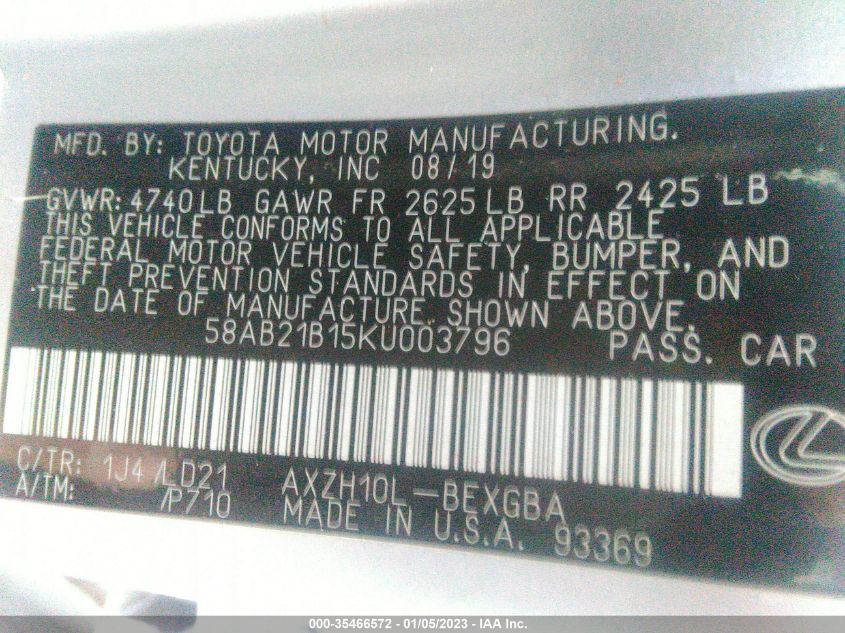 MFD. BY: TOYOTA MOTOR MANUFACTURING.
KENTUCKY, INC 08/19
GVWR: 4740LB GAWR FR 2625LB RR 2425 LB
THIS VEHICLE CONFORMS TO ALL APPLICABLE
FEDERAL MOTOR VEHICLE SAFETY, BUMPER, AND
THEFT PREVENTION STANDARDS IN EFFECT ON
THE DATE OF MANUFACTURE SHOWN ABOVE.
58AB21B15KU003796 PASS. CAR
C/TR: 1J4 /LD21 AXZH10L-BEXGBA
A/TM: /P710 MADE IN U.S.A. 93369
000-35466572 - 01/05/2023 - IAA Inc.